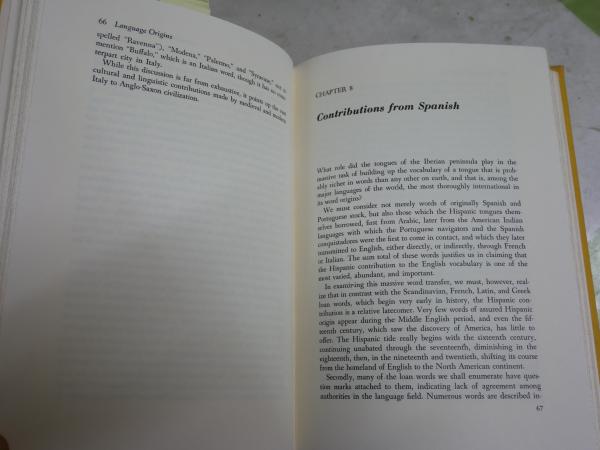 66 Language Origins
spelled "Ravenna"), "Modena," "Palermo," and "Syracuse," not to
mention "Buffalo," which is an Italian word, though it has no coun-
terpart city in Italy.
While this discussion is far from exhaustive, it points up the vast
cultural and linguistic contributions made by medieval and modern
Italy to Anglo-Saxon civilization.
CHAPTER 8
Contributions from Spanish
What role did the tongues of the Iberian peninsula play in the
massive task of building up the vocabulary of a tongue that is prob-
ably richer in words than any other on earth, and that is, among the
major languages of the world, the most thoroughly international in
its word origins?
We must consider not merely words of originally Spanish and
Portuguese stock, but also those which the Hispanic tongues them-
selves borrowed, first from Arabic, later from the American Indian
languages with which the Portuguese navigators and the Spanish
conquistadores were the first to come in contact, and which they later
transmitted to English, either directly, or indirectly, through French
or Italian. The sum total of these words justifies us in claiming that
the Hispanic contribution to the English vocabulary is one of the
most varied, abundant, and important.
In examining this massive word transfer, we must, however, real-
ize that in contrast with the Scandinavian, French, Latin, and Greek
loan words, which begin very early in history, the Hispanic con-
tribution is a relative latecomer. Very few words of assured Hispanic
origin appear during the Middle English period, and even the fif-
teenth century, which saw the discovery of America, has little to
offer. The Hispanic tide really begins with the sixteenth century,
continuing unabated through the seventeenth, diminishing in the
eighteenth, then, in the nineteenth and twentieth, shifting its course
from the homeland of English to the North American continent.
Secondly, many of the loan words we shall enumerate have ques-
tion marks attached to them, indicating lack of agreement among
authorities in the language field. Numerous words are described in-
67